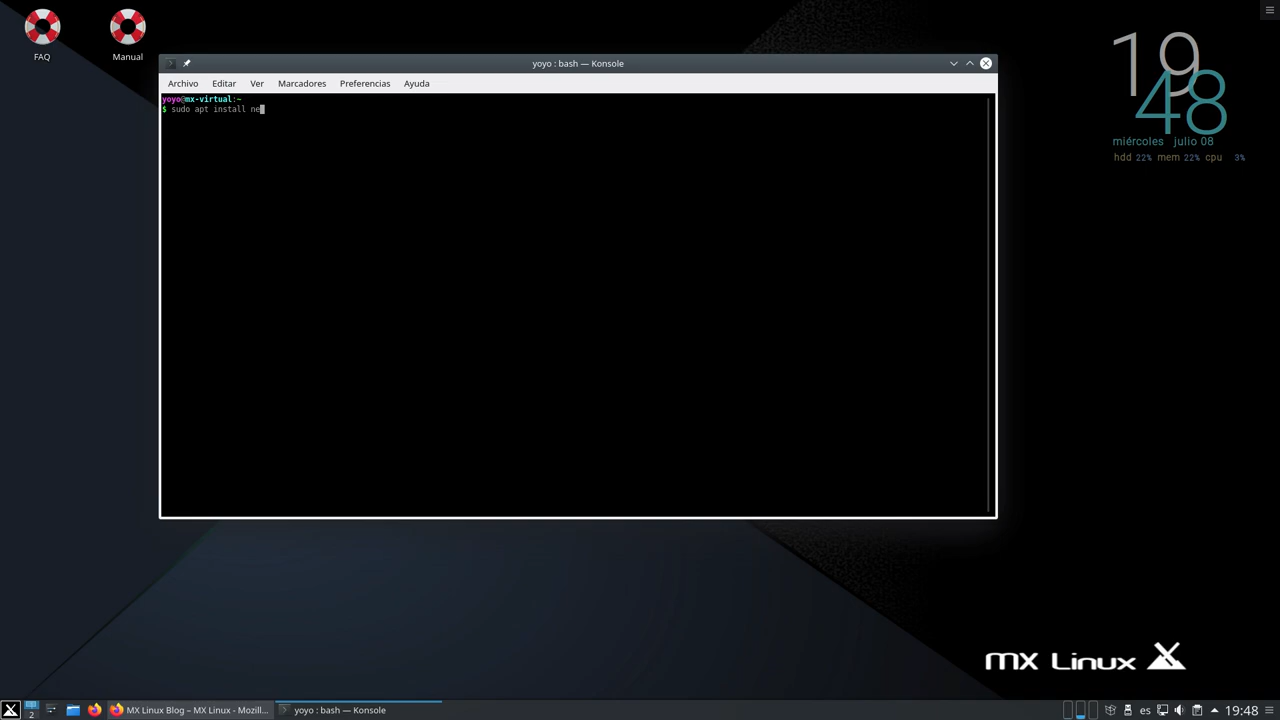 FAQ
Manual
yoyo : bash — Konsole
Archivo Editar Ver Marcadores Preferencias Ayuda
yoyo@mx-virtual:~
$ sudo apt install ne
19
48
miércoles julio 08
hdd 22% mem 22% cpu 3%
MX Linux
2
MX Linux Blog – MX Linux - Mozill...
yoyo : bash — Konsole
es
19:48